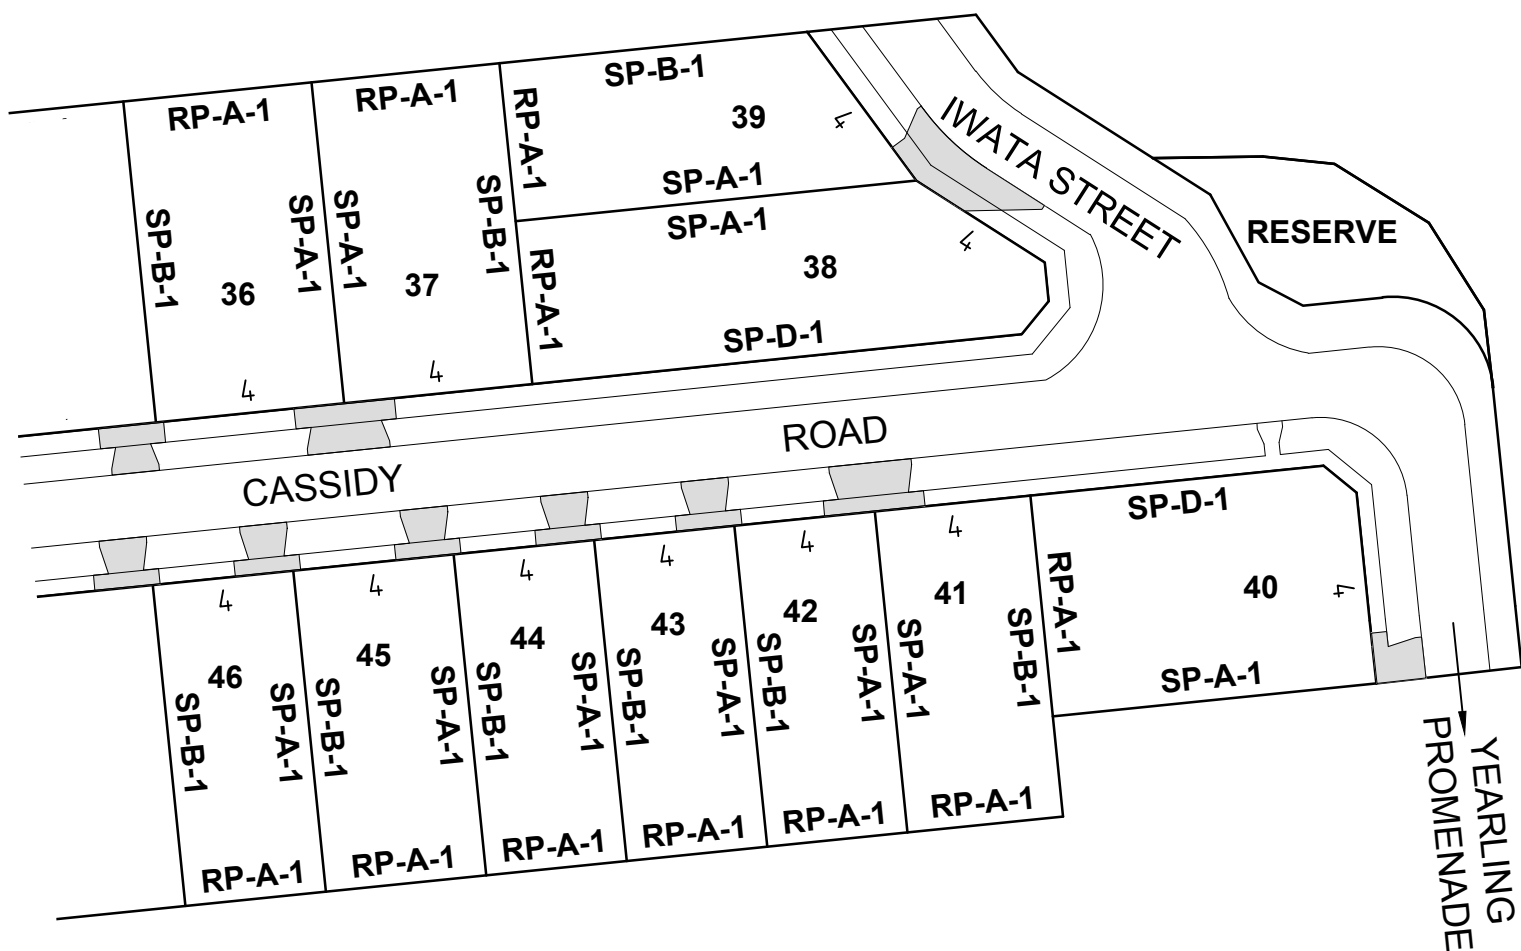 RP-A-1
SP-B-1
36
SP-A-1
4
RP-A-1
SP-A-1
37
SP-B-1
4
SP-B-1
RP-A-1
39
4
SP-A-1
SP-A-1
RP-A-1
38
4
SP-D-1
IWATA STREET
RESERVE
CASSIDY ROAD
4
46
SP-B-1
SP-A-1
RP-A-1
4
45
SP-B-1
SP-A-1
RP-A-1
4
44
SP-B-1
SP-A-1
RP-A-1
4
43
SP-B-1
SP-A-1
RP-A-1
4
42
SP-B-1
SP-A-1
RP-A-1
4
41
SP-A-1
SP-B-1
RP-A-1
SP-D-1
RP-A-1
40
4
SP-A-1
YEARLING
PROMENADE